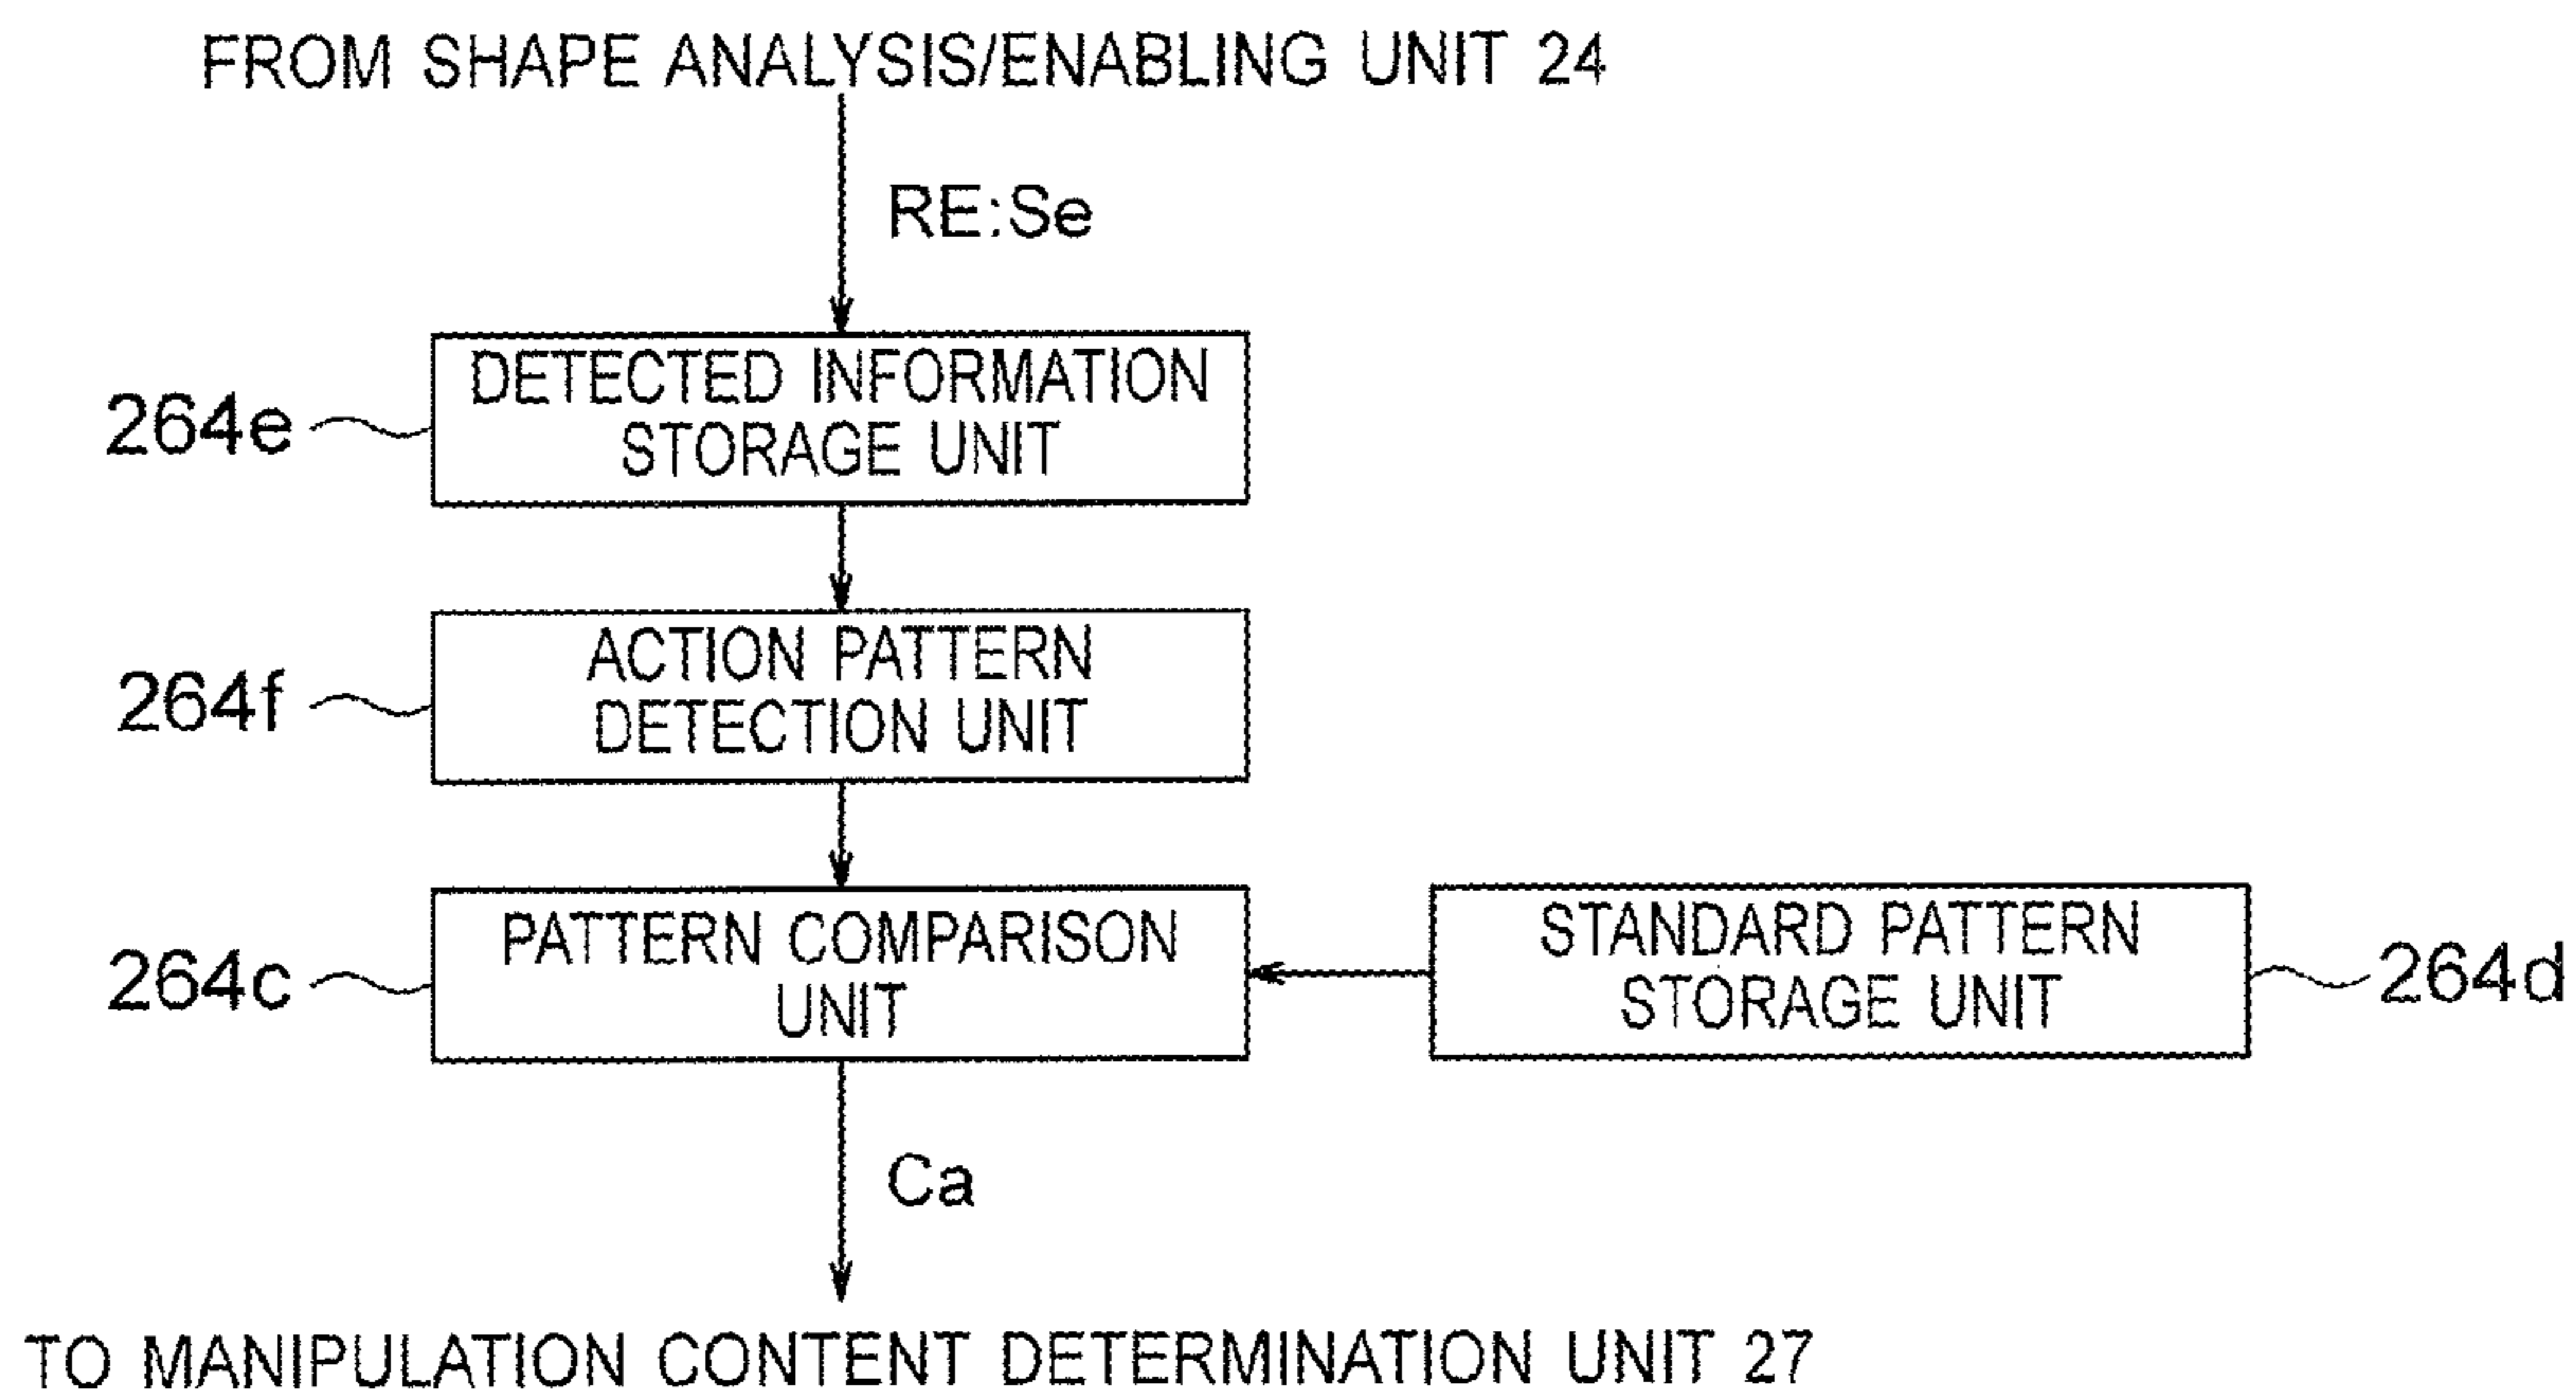 FROM SHAPE ANALYSIS/ENABLING UNIT 24
RE:Se
264e
DETECTED INFORMATION
STORAGE UNIT
264f
ACTION PATTERN
DETECTION UNIT
264c
PATTERN COMPARISON
UNIT
STANDARD PATTERN
STORAGE UNIT
264d
Ca
TO MANIPULATION CONTENT DETERMINATION UNIT 27